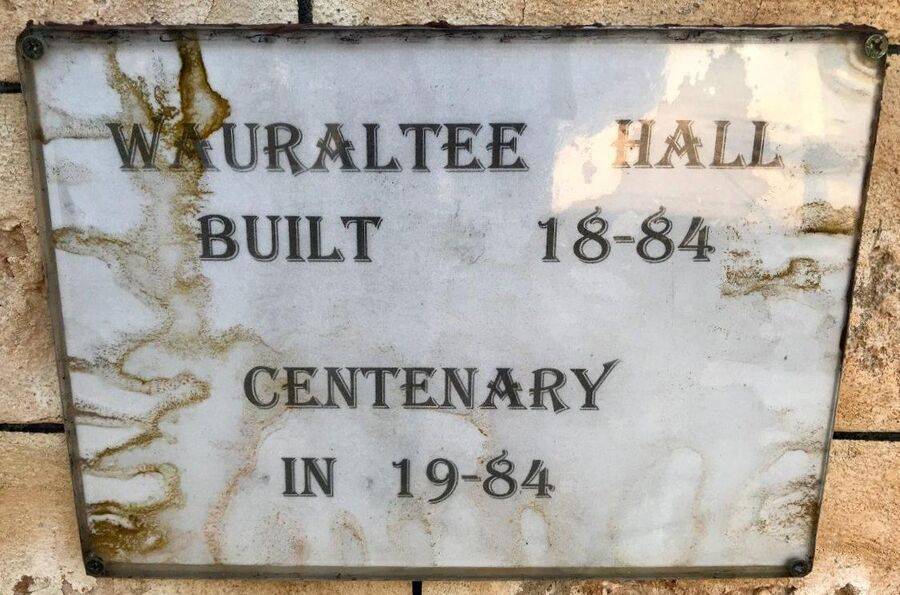 WAURALTEE HALL
BUILT 18-84
CENTENARY
IN 19-84